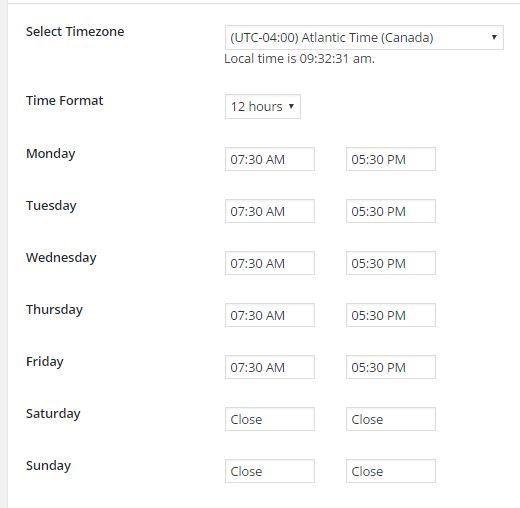 Select Timezone (UTC-04:00) Atlantic Time (Canada)
Local time is 09:32:31 am.
Time Format 12 hours
Monday 07:30 AM 05:30 PM
Tuesday 07:30 AM 05:30 PM
Wednesday 07:30 AM 05:30 PM
Thursday 07:30 AM 05:30 PM
Friday 07:30 AM 05:30 PM
Saturday Close Close
Sunday Close Close